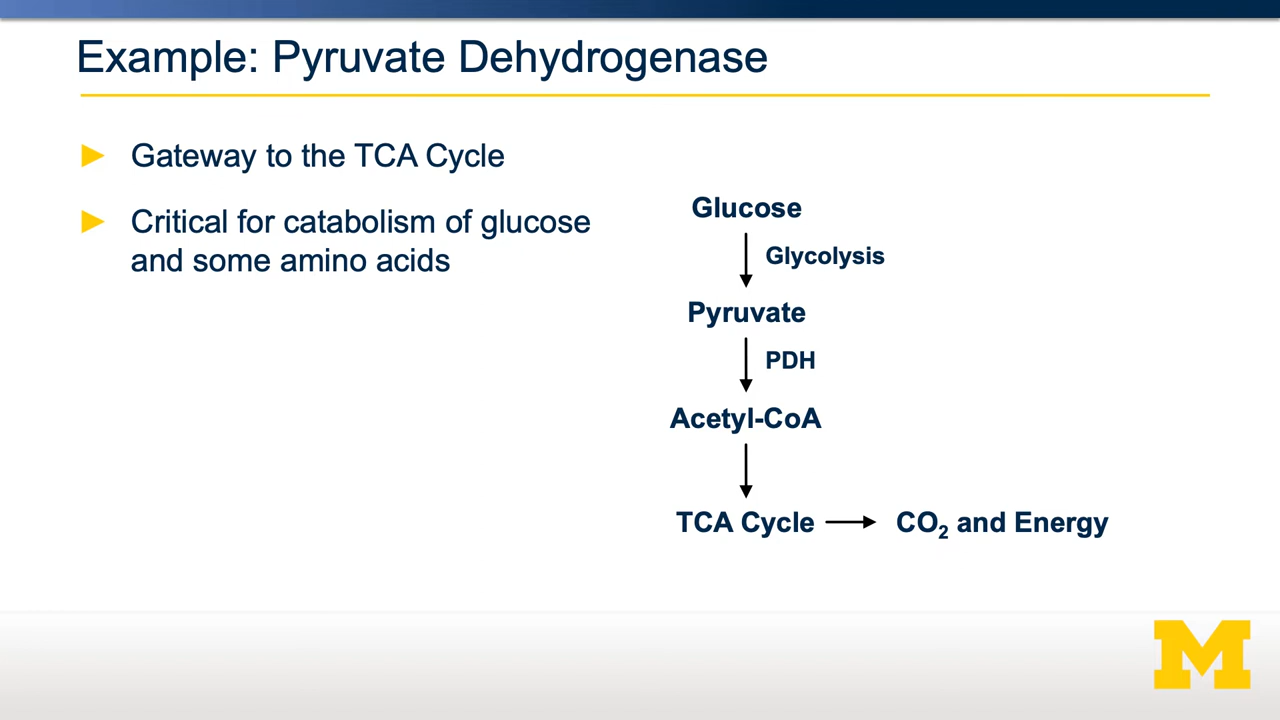 Example: Pyruvate Dehydrogenase
Gateway to the TCA Cycle
Critical for catabolism of glucose
and some amino acids
Glucose
Glycolysis
Pyruvate
PDH
Acetyl-CoA
TCA Cycle
CO₂ and Energy
M